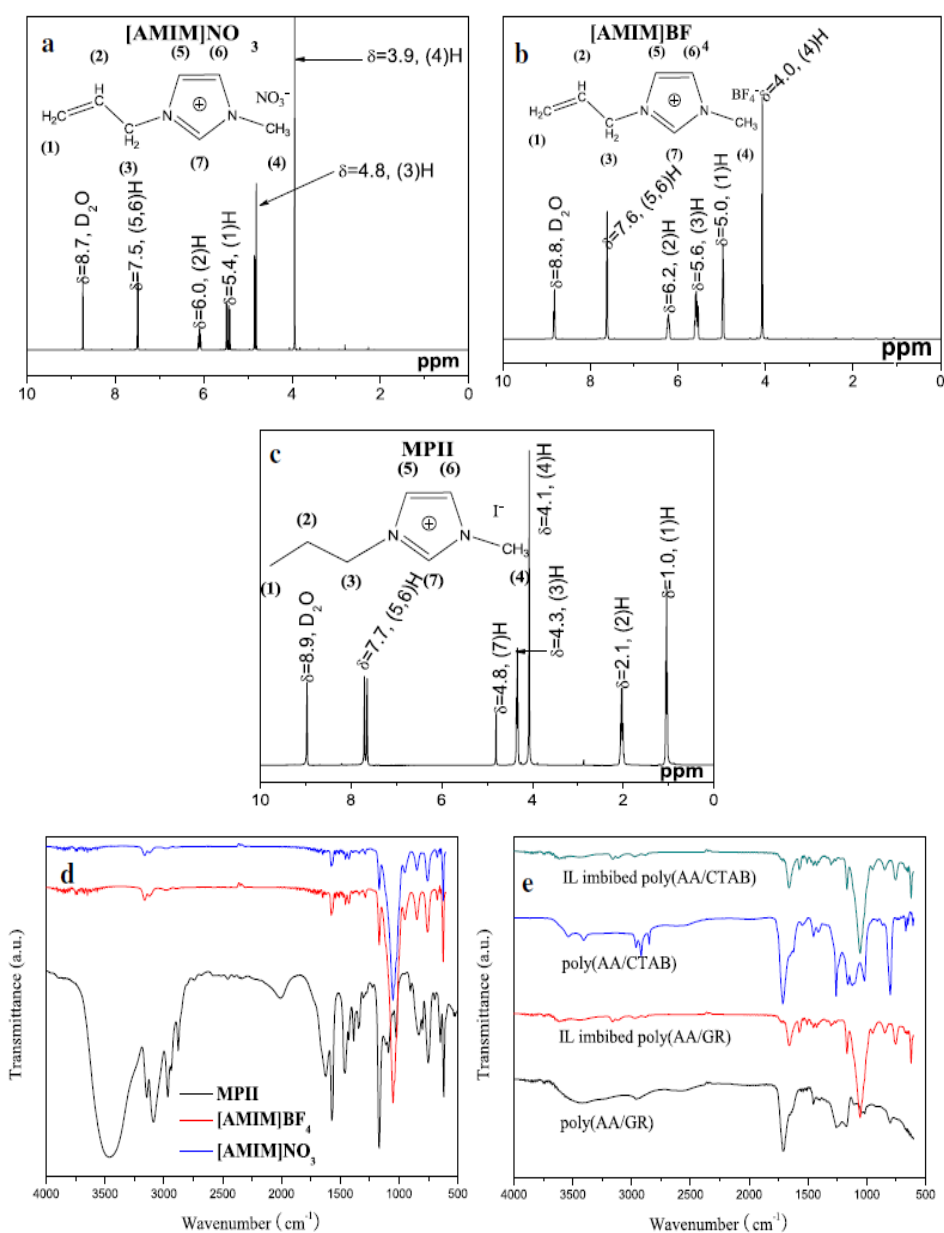 a
[AMIM]NO3
(2)
(5)
(6)
H
H2C
N
N
NO3⁻
CH3
C
H2
(1)
(3)
(7)
(4)
δ=3.9, (4)H
δ=4.8, (3)H
δ=8.7, D2O
δ=7.5, (5,6)H
δ=6.0, (2)H
δ=5.4, (1)H
ppm
10 8 6 4 2 0
b
[AMIM]BF4
(2)
(5)
(6)
H
H2C
N
N
BF4⁻
CH3
C
H2
(1)
(3)
(7)
(4)
δ=8.8, D2O
δ=7.6, (5,6)H
δ=6.2, (2)H
δ=5.6, (3)H
δ=5.0, (1)H
δ=4.0, (4)H
ppm
10 8 6 4 2 0
c
MPII
(5)
(6)
(2)
N
N
I⁻
CH3
(1)
(3)
(7)
(4)
δ=8.9, D2O
δ=7.7, (5,6)H
δ=4.8, (7)H
δ=4.3, (3)H
δ=4.1, (4)H
δ=2.1, (2)H
δ=1.0, (1)H
ppm
10 8 6 4 2 0
d
Transmittance (a.u.)
MPII
[AMIM]BF4
[AMIM]NO3
4000 3500 3000 2500 2000 1500 1000 500
Wavenumber (cm⁻¹)
e
Transmittance (a.u.)
IL imbibed poly(AA/CTAB)
poly(AA/CTAB)
IL imbibed poly(AA/GR)
poly(AA/GR)
4000 3500 3000 2500 2000 1500 1000 500
Wavenumber (cm⁻¹)